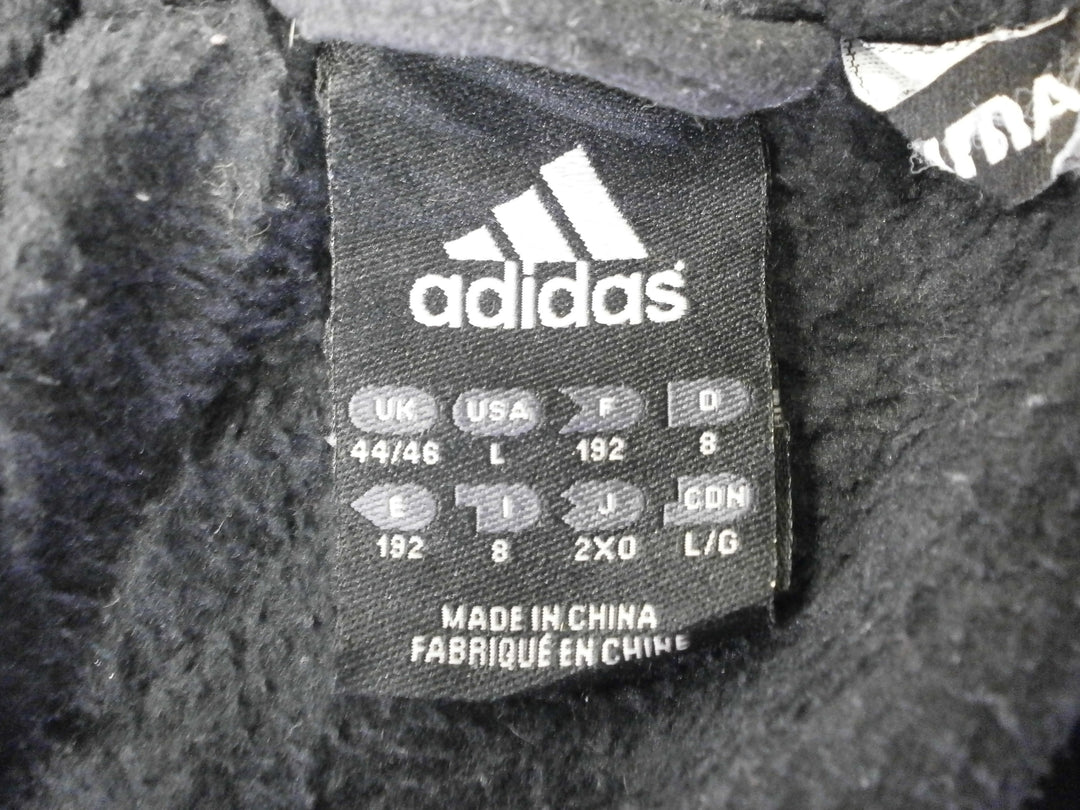 adidas
UK USA F D
44/46 L 192 8
E I J CDN
192 8 2XO L/G
MADE IN CHINA
FABRIQUÉ EN CHINE